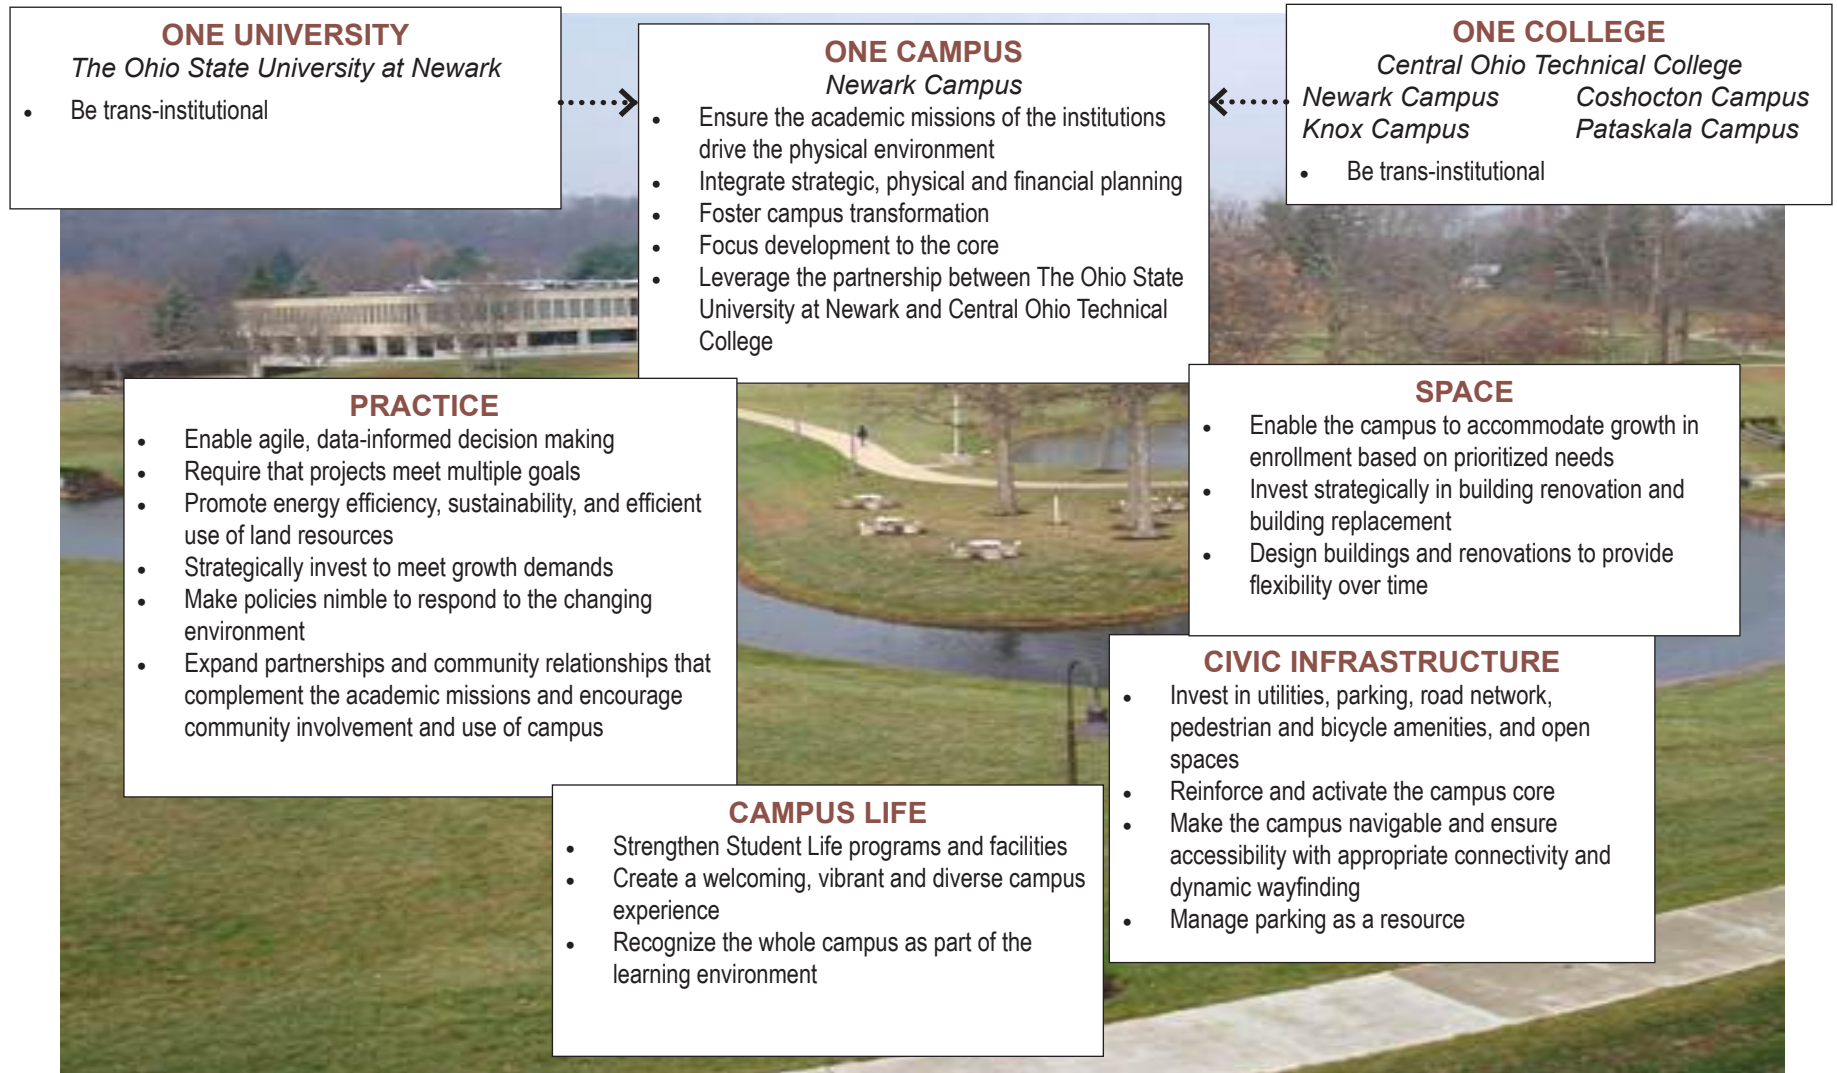 ONE UNIVERSITY
The Ohio State University at Newark
• Be trans-institutional
ONE CAMPUS
Newark Campus
• Ensure the academic missions of the institutions
drive the physical environment
• Integrate strategic, physical and financial planning
• Foster campus transformation
• Focus development to the core
• Leverage the partnership between The Ohio State
University at Newark and Central Ohio Technical
College
ONE COLLEGE
Central Ohio Technical College
Newark Campus Coshocton Campus
Knox Campus Pataskala Campus
• Be trans-institutional
PRACTICE
• Enable agile, data-informed decision making
• Require that projects meet multiple goals
• Promote energy efficiency, sustainability, and efficient
use of land resources
• Strategically invest to meet growth demands
• Make policies nimble to respond to the changing
environment
• Expand partnerships and community relationships that
complement the academic missions and encourage
community involvement and use of campus
SPACE
• Enable the campus to accommodate growth in
enrollment based on prioritized needs
• Invest strategically in building renovation and
building replacement
• Design buildings and renovations to provide
flexibility over time
CAMPUS LIFE
• Strengthen Student Life programs and facilities
• Create a welcoming, vibrant and diverse campus
experience
• Recognize the whole campus as part of the
learning environment
CIVIC INFRASTRUCTURE
• Invest in utilities, parking, road network,
pedestrian and bicycle amenities, and open
spaces
• Reinforce and activate the campus core
• Make the campus navigable and ensure
accessibility with appropriate connectivity and
dynamic wayfinding
• Manage parking as a resource